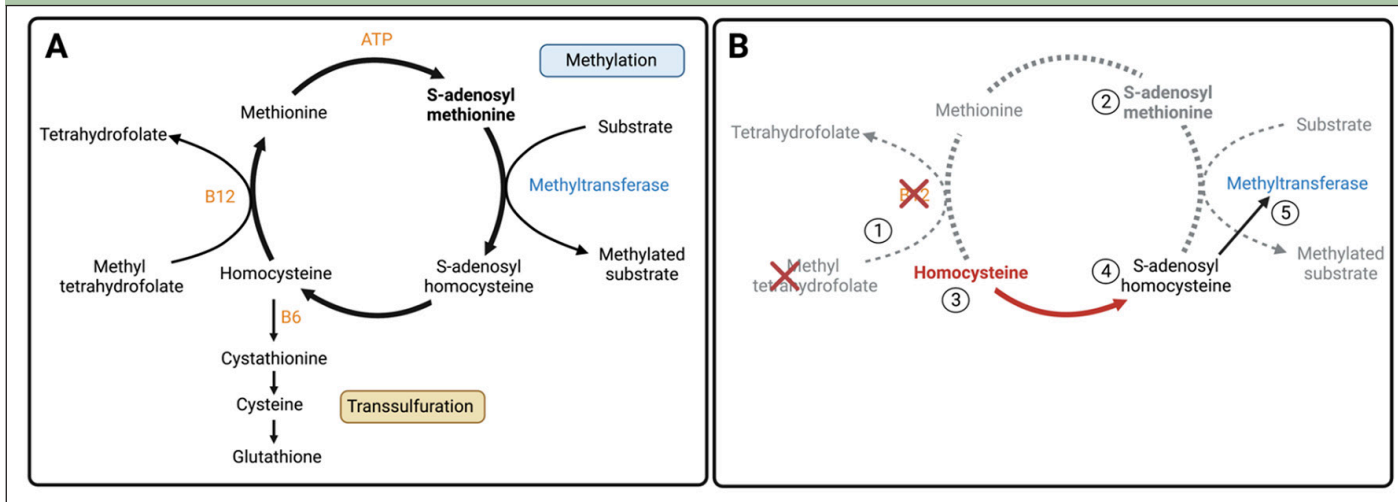 A
ATP
Methylation
Methionine
S-adenosyl
methionine
Tetrahydrofolate
Substrate
B12
Methyltransferase
Methyl
tetrahydrofolate
Homocysteine
S-adenosyl
homocysteine
Methylated
substrate
B6
Cystathionine
Cysteine
Transsulfuration
Glutathione
B
Methionine
2
S-adenosyl
methionine
Tetrahydrofolate
Substrate
B12
Methyltransferase
5
1
Methyl
tetrahydrofolate
Homocysteine
3
4
S-adenosyl
homocysteine
Methylated
substrate